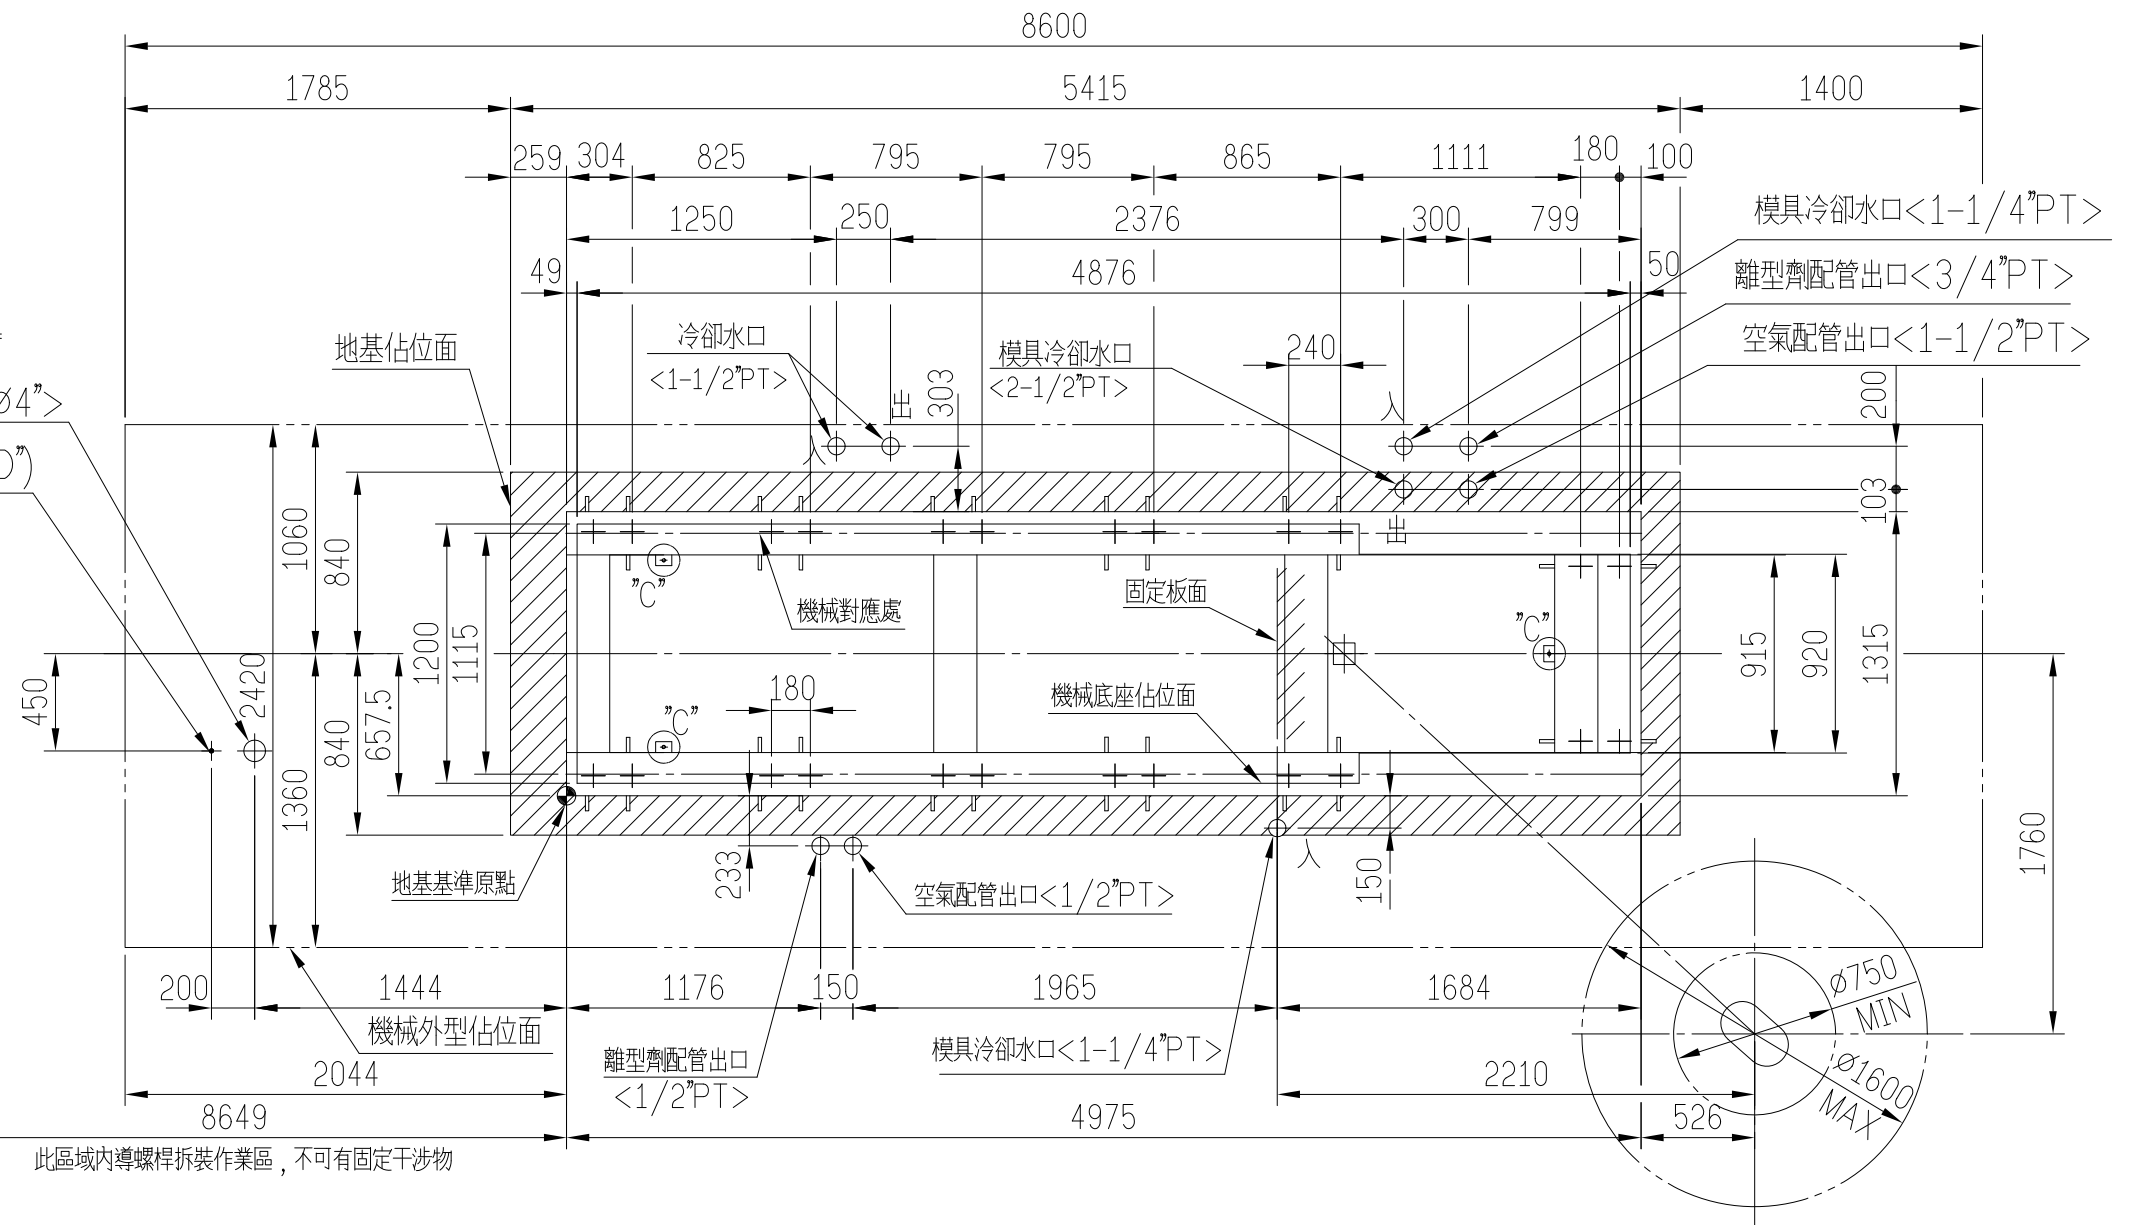 8600
1785
5415
1400
259
304
825
795
795
865
1111
180
100
1250
250
2376
300
799
模具冷卻水口<1-1/4"PT>
49
4876
50
離型劑配管出口<3/4"PT>
地基佔位面
冷卻水口
<1-1/2"PT>
模具冷卻水口
<2-1/2"PT>
240
空氣配管出口<1-1/2"PT>
Ø4">
303
出
入
200
入
103
1060
840
出
"C"
機械對應處
固定板面
"C"
1200
1115
915
920
1315
450
2420
657.5
180
"C"
機械底座佔位面
1360
840
地基基準原點
233
空氣配管出口<1/2"PT>
入
150
1760
200
1444
1176
150
1965
1684
Ø750
MIN
機械外型佔位面
離型劑配管出口
<1/2"PT>
模具冷卻水口<1-1/4"PT>
2044
2210
Ø1600
MAX
8649
4975
526
此區域內導螺桿拆裝作業區，不可有固定干涉物